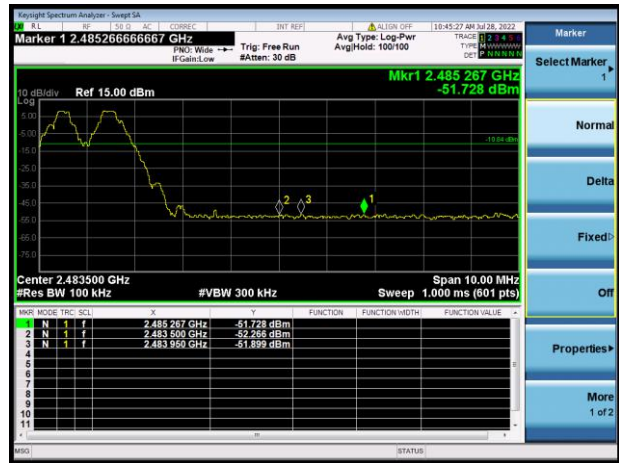 Keysight Spectrum Analyzer - Swept SA
RL RF 50 Ω AC CORREC INT REF ALIGN OFF 10:45:27 AM Jul 28, 2022
Marker 1 2.485266666667 GHz
PNO: Wide
IFGain:Low
Trig: Free Run
#Atten: 30 dB
Avg Type: Log-Pwr
Avg|Hold: 100/100
TRACE 1 2 3 4 5 6
TYPE M W W W W W
DET P N N N N N
Marker
Select Marker
1
Normal
Delta
Fixed
Off
Properties
More
1 of 2
Mkr1 2.485 267 GHz
-51.728 dBm
10 dB/div Ref 15.00 dBm
Log
5.00
-5.00
-15.0
-25.0
-35.0
-45.0
-55.0
-65.0
-75.0
-10.84 dBm
2 3 1
Center 2.483500 GHz Span 10.00 MHz
#Res BW 100 kHz #VBW 300 kHz Sweep 1.000 ms (601 pts)
MKR MODE TRC SCL X Y FUNCTION FUNCTION WIDTH FUNCTION VALUE
1 N 1 f 2.485 267 GHz -51.728 dBm
2 N 1 f 2.483 500 GHz -52.266 dBm
3 N 1 f 2.483 950 GHz -51.899 dBm
4
5
6
7
8
9
10
11
MSG STATUS